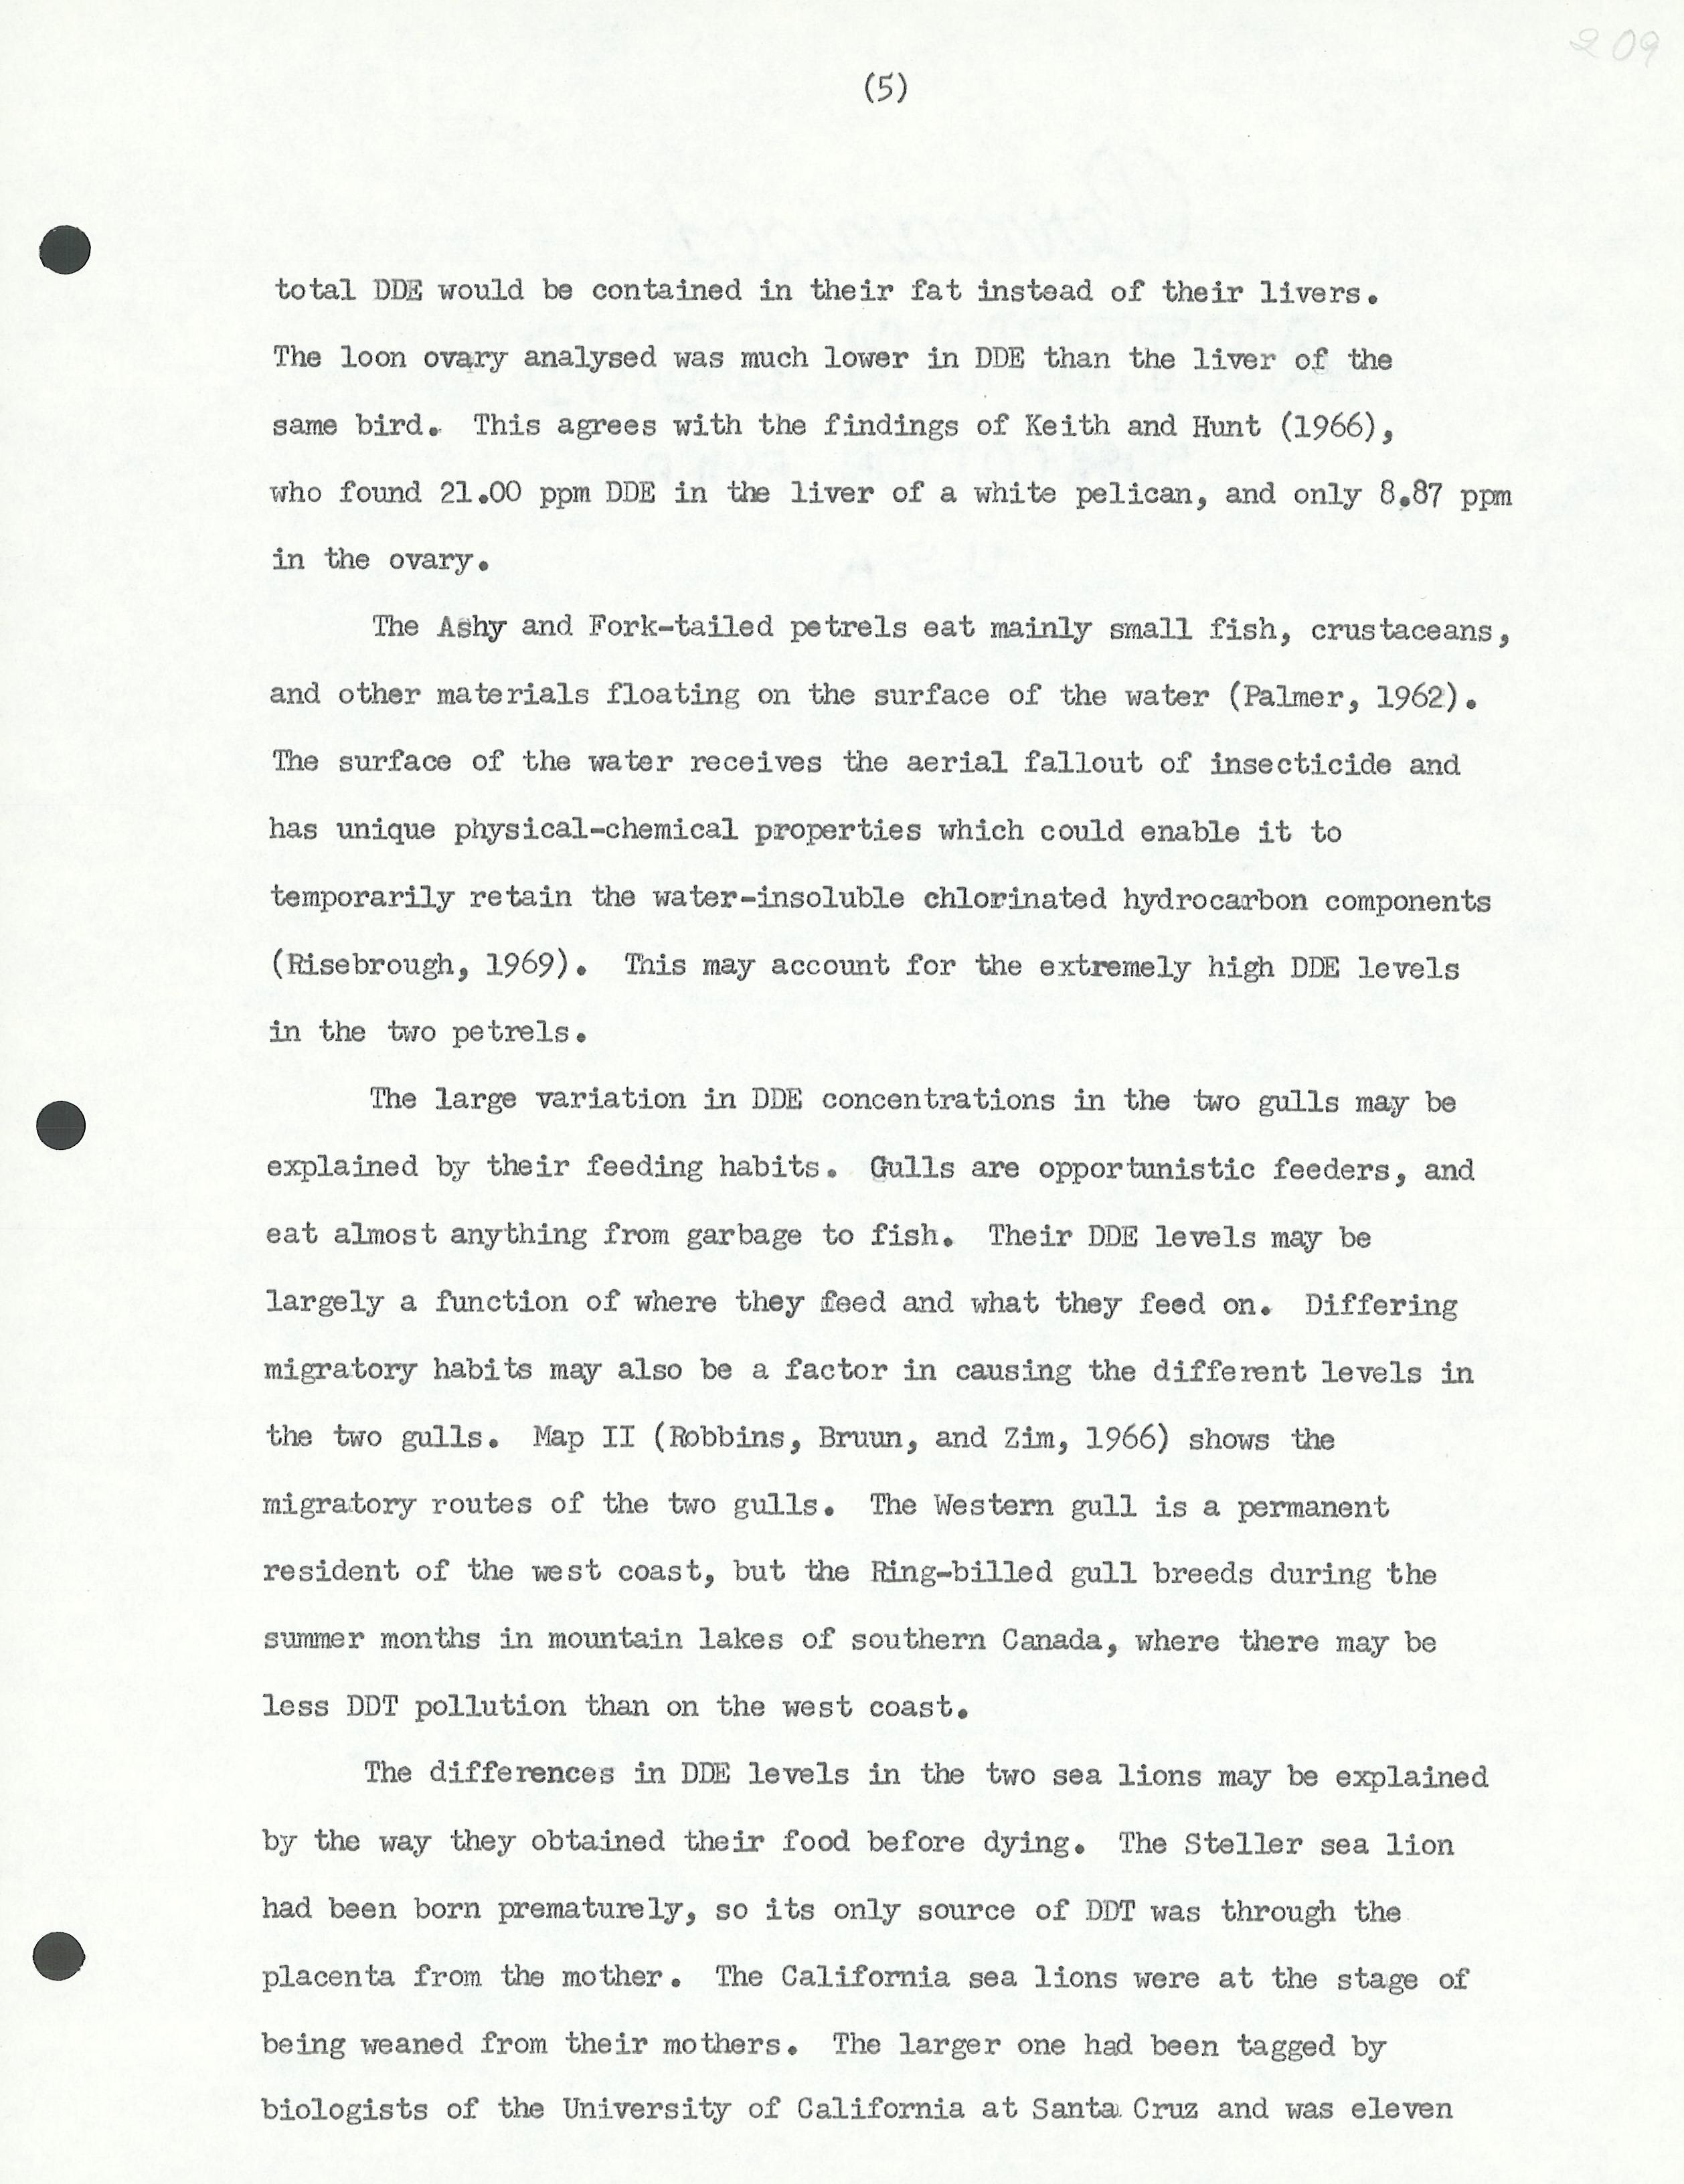 209
(5)
total DDE would be contained in their fat instead of their livers.
The loon ovary analysed was much lower in DDE than the liver of the
same bird. This agrees with the findings of Keith and Hunt (1966),
who found 21.00 ppm DDE in the liver of a white pelican, and only 8.87 ppm
in the ovary.
The Ashy and Fork-tailed petrels eat mainly small fish, crustaceans,
and other materials floating on the surface of the water (Palmer, 1962).
The surface of the water receives the aerial fallout of insecticide and
has unique physical-chemical properties which could enable it to
temporarily retain the water-insoluble chlorinated hydrocarbon components
(Risebrough, 1969). This may account for the extremely high DDE levels
in the two petrels.
The large variation in DDE concentrations in the two gulls may be
explained by their feeding habits. Gulls are opportunistic feeders, and
eat almost anything from garbage to fish. Their DDE levels may be
largely a function of where they feed and what they feed on. Differing
migratory habits may also be a factor in causing the different levels in
the two gulls. Map II (Robbins, Bruun, and Zim, 1966) shows the
migratory routes of the two gulls. The Western gull is a permanent
resident of the west coast, but the Ring-billed gull breeds during the
summer months in mountain lakes of southern Canada, where there may be
less DDT pollution than on the west coast.
The differences in DDE levels in the two sea lions may be explained
by the way they obtained their food before dying. The Steller sea lion
had been born prematurely, so its only source of DDT was through the
placenta from the mother. The California sea lions were at the stage of
being weaned from their mothers. The larger one had been tagged by
biologists of the University of California at Santa Cruz and was eleven